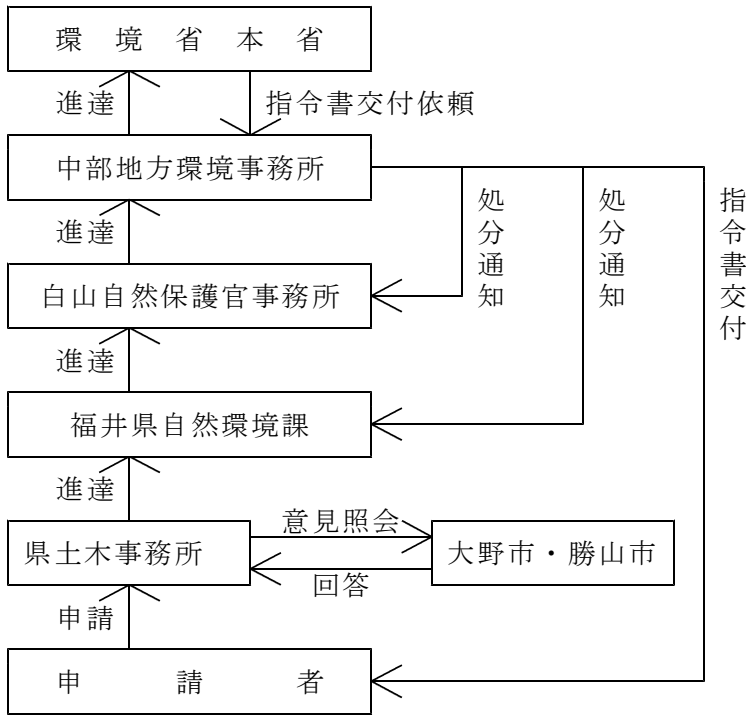 環境省本省
進達
指令書交付依頼
中部地方環境事務所
進達
処分通知
処分通知
指令書交付
白山自然保護官事務所
進達
福井県自然環境課
進達
意見照会
県土木事務所
大野市・勝山市
回答
申請
申請者